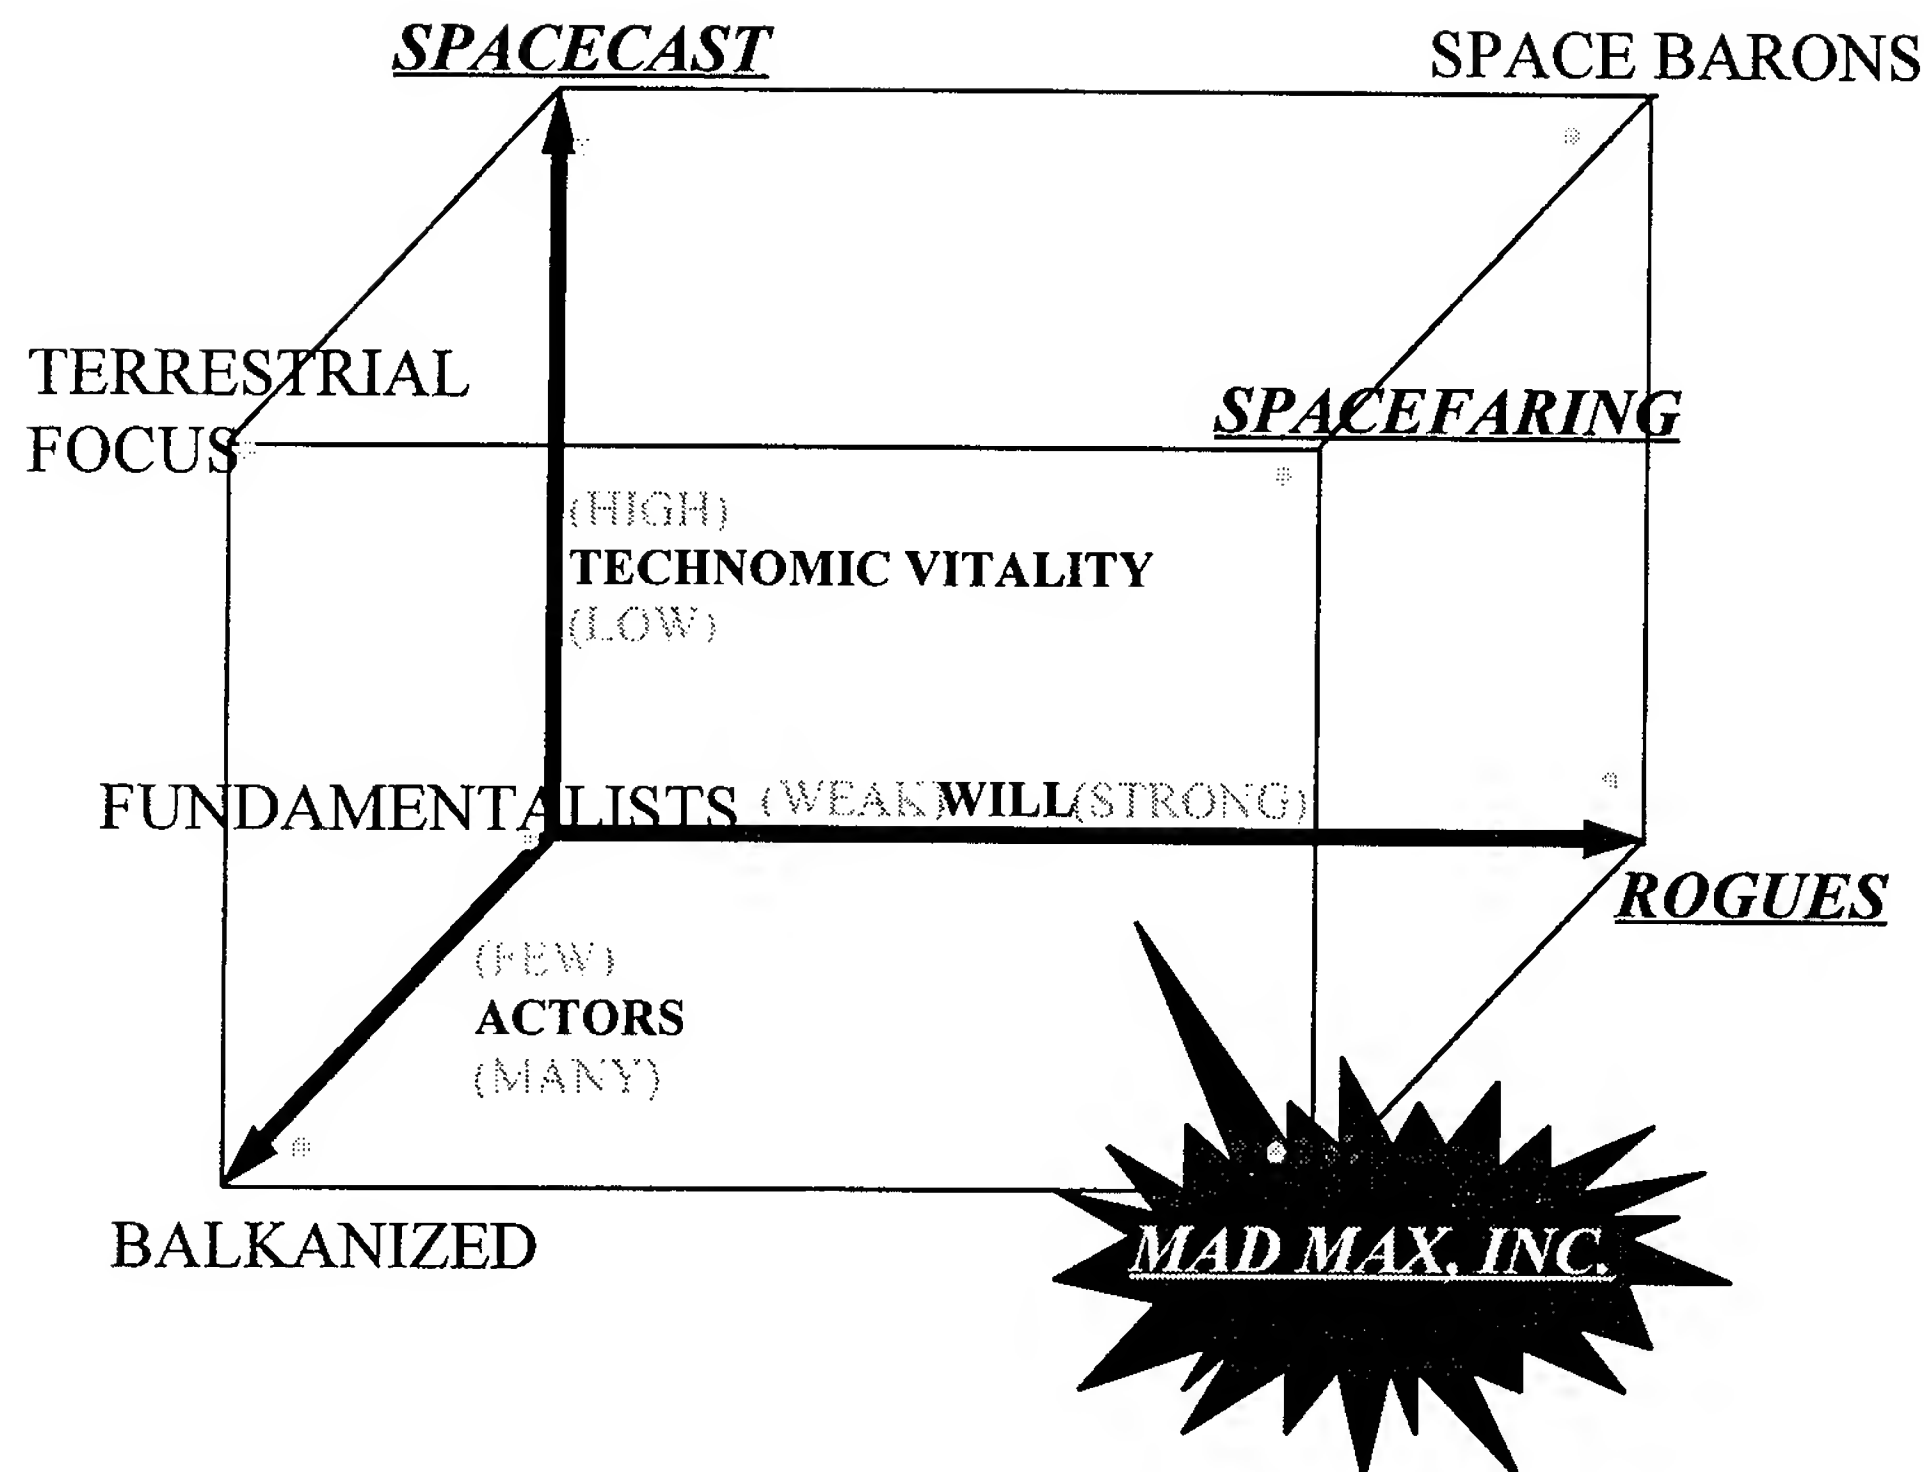 SPACECAST
SPACE BARONS
TERRESTRIAL
FOCUS
SPACEFARING
(HIGH)
TECHNOMIC VITALITY
(LOW)
FUNDAMENTALISTS (WEAK) WILL (STRONG)
ROGUES
(FEW)
ACTORS
(MANY)
BALKANIZED
MAD MAX, INC.